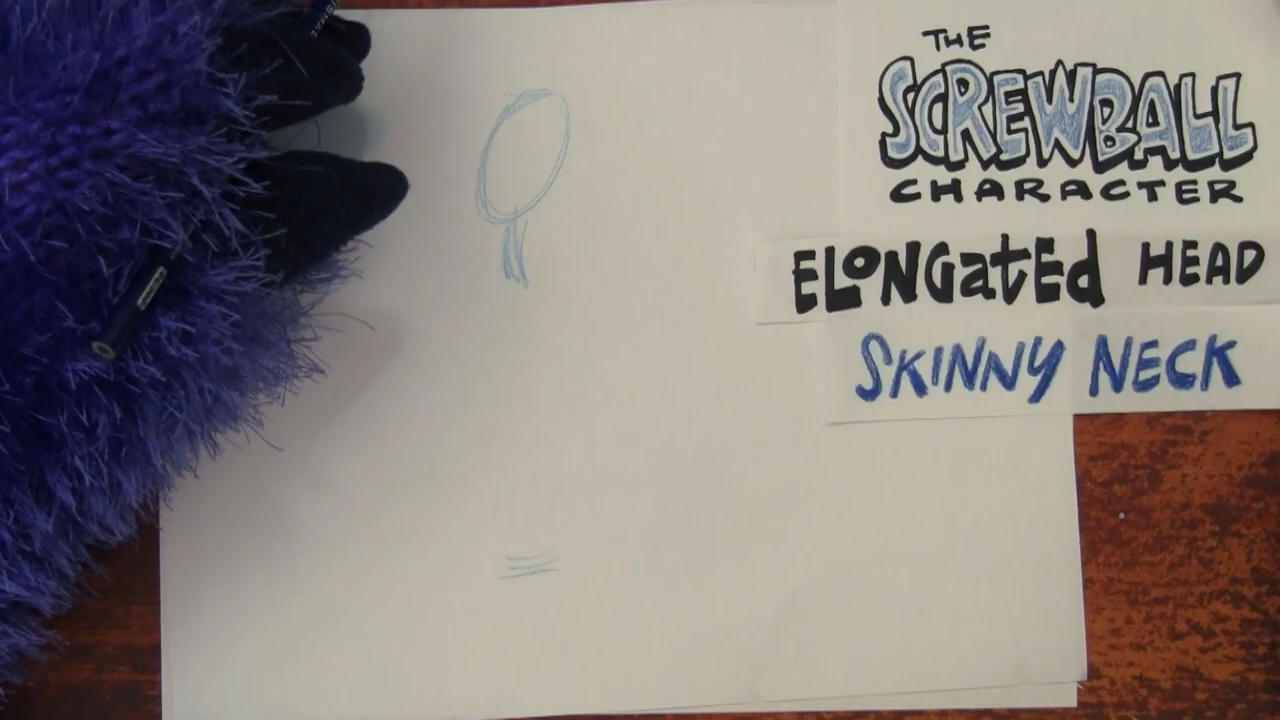 THE
SCREWBALL
CHARACTER
ELONGatED HEAD
SKINNY NECK